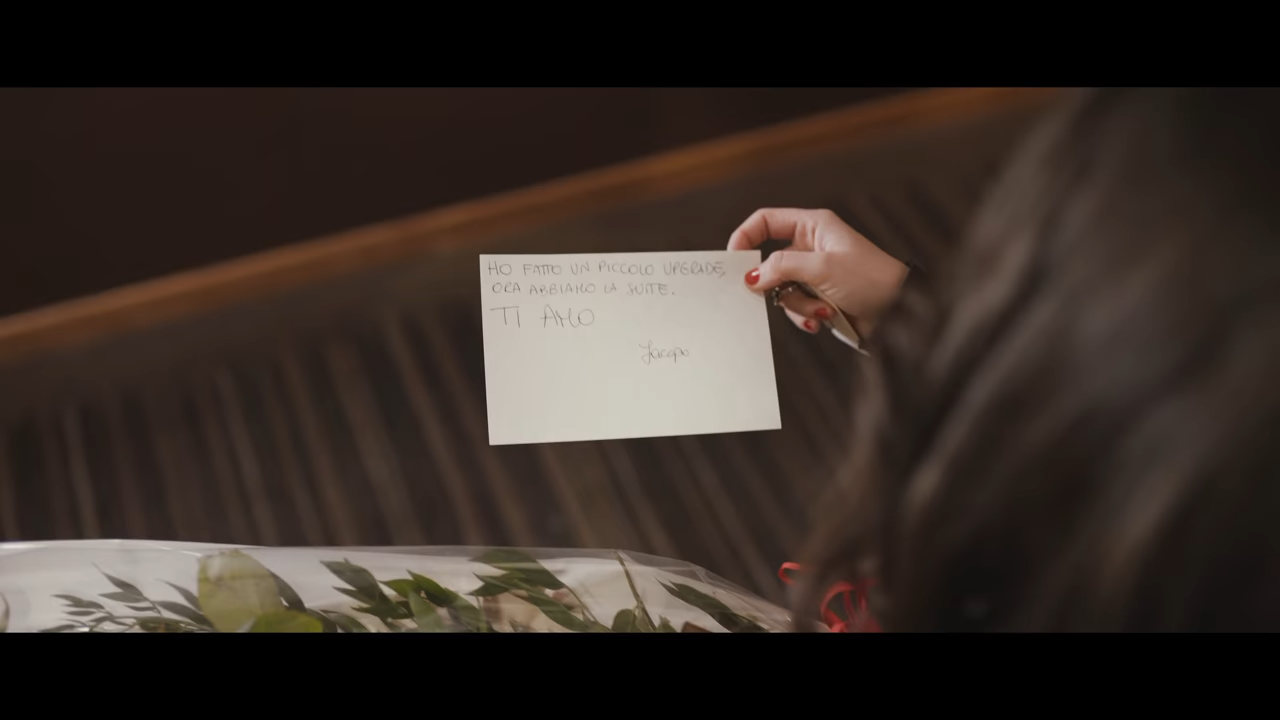 HO FATTO UN PICCOLO UPGRADE,
ORA ABBIAMO LA SUITE.
TI AMO
Jacopo